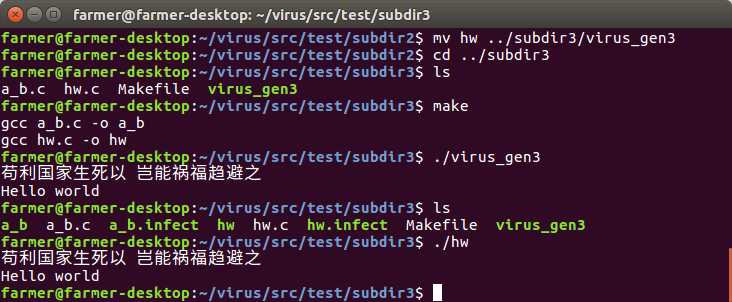 farmer@farmer-desktop: ~/virus/src/test/subdir3
farmer@farmer-desktop:~/virus/src/test/subdir2$ mv hw ../subdir3/virus_gen3
farmer@farmer-desktop:~/virus/src/test/subdir2$ cd ../subdir3
farmer@farmer-desktop:~/virus/src/test/subdir3$ ls
a_b.c  hw.c  Makefile  virus_gen3
farmer@farmer-desktop:~/virus/src/test/subdir3$ make
gcc a_b.c -o a_b
gcc hw.c -o hw
farmer@farmer-desktop:~/virus/src/test/subdir3$ ./virus_gen3
苟利国家生死以 岂能祸福趋避之
Hello world
farmer@farmer-desktop:~/virus/src/test/subdir3$ ls
a_b  a_b.c  a_b.infect  hw  hw.c  hw.infect  Makefile  virus_gen3
farmer@farmer-desktop:~/virus/src/test/subdir3$ ./hw
苟利国家生死以 岂能祸福趋避之
Hello world
farmer@farmer-desktop:~/virus/src/test/subdir3$